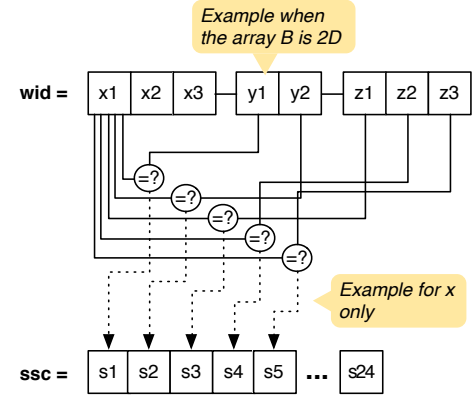 Example when
the array B is 2D
wid = x1 x2 x3 y1 y2 z1 z2 z3
=?
=?
=?
=?
=?
Example for x
only
ssc = s1 s2 s3 s4 s5 ... s24